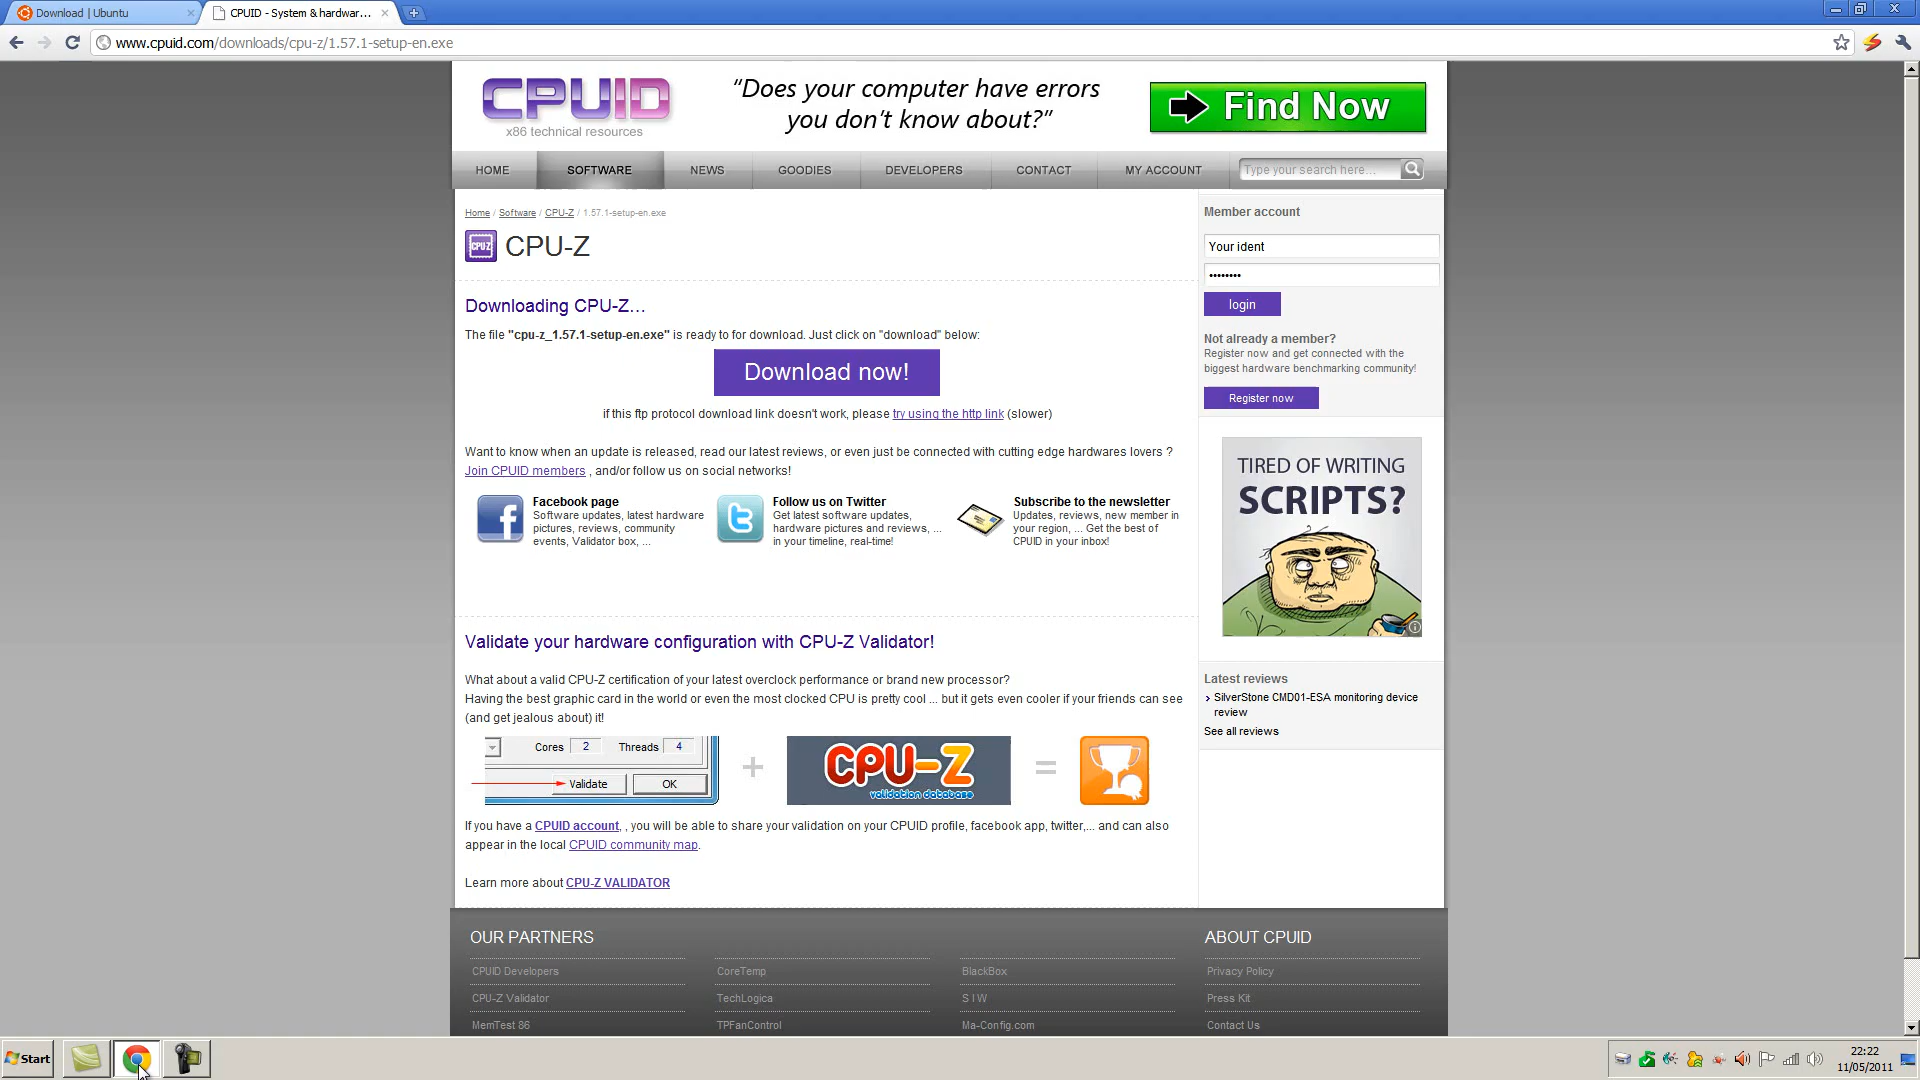 Download | Ubuntu
CPUID - System & hardwar...
www.cpuid.com/downloads/cpu-z/1.57.1-setup-en.exe
CPUID
x86 technical resources
“Does your computer have errors
you don't know about?”
Find Now
HOME
SOFTWARE
NEWS
GOODIES
DEVELOPERS
CONTACT
MY ACCOUNT
Type your search here...
Home / Software / CPU-Z / 1.57.1-setup-en.exe
CPU-Z
CPU-Z
Downloading CPU-Z...
The file "cpu-z_1.57.1-setup-en.exe" is ready to for download. Just click on "download" below:
Download now!
if this ftp protocol download link doesn't work, please try using the http link (slower)
Want to know when an update is released, read our latest reviews, or even just be connected with cutting edge hardwares lovers ?
Join CPUID members , and/or follow us on social networks!
Facebook page
Software updates, latest hardware
pictures, reviews, community
events, Validator box, ...
Follow us on Twitter
Get latest software updates,
hardware pictures and reviews, ...
in your timeline, real-time!
Subscribe to the newsletter
Updates, reviews, new member in
your region, ... Get the best of
CPUID in your inbox!
Validate your hardware configuration with CPU-Z Validator!
What about a valid CPU-Z certification of your latest overclock performance or brand new processor?
Having the best graphic card in the world or even the most clocked CPU is pretty cool ... but it gets even cooler if your friends can see
(and get jealous about) it!
Cores 2 Threads 4
Validate OK
+
CPU-Z
validation database
=
If you have a CPUID account, , you will be able to share your validation on your CPUID profile, facebook app, twitter,... and can also
appear in the local CPUID community map.
Learn more about CPU-Z VALIDATOR
Member account
Your ident
••••••••
login
Not already a member?
Register now and get connected with the
biggest hardware benchmarking community!
Register now
TIRED OF WRITING
SCRIPTS?
Latest reviews
SilverStone CMD01-ESA monitoring device
review
See all reviews
OUR PARTNERS
CPUID Developers
CPU-Z Validator
MemTest 86
CoreTemp
TechLogica
TPFanControl
BlackBox
S I W
Ma-Config.com
ABOUT CPUID
Privacy Policy
Press Kit
Contact Us
Start
22:22
11/05/2011